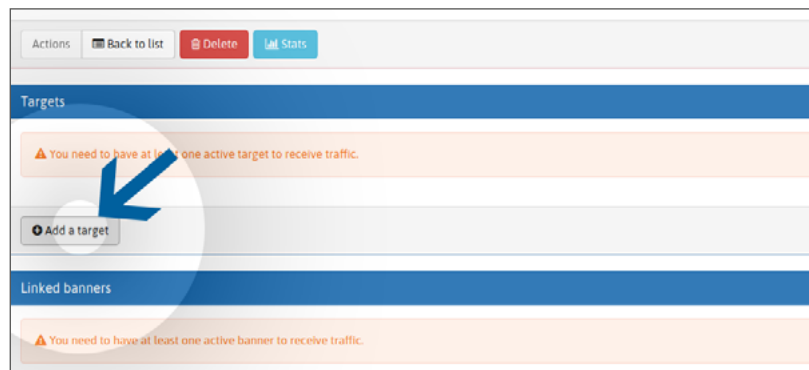 Actions Back to list Delete Stats
Targets
You need to have at least one active target to receive traffic.
Add a target
Linked banners
You need to have at least one active banner to receive traffic.